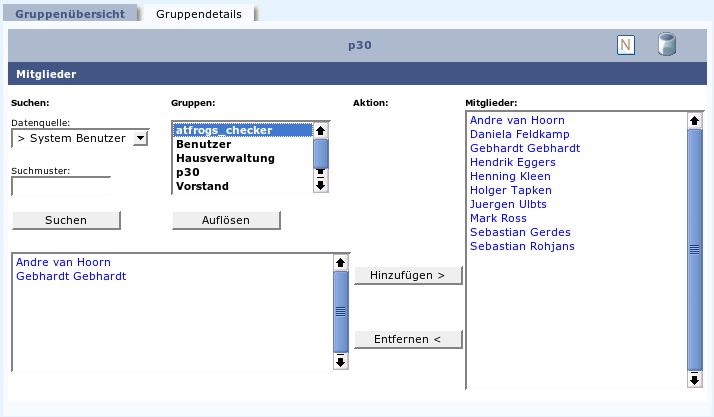 Gruppenübersicht Gruppendetails
p30
N
Mitglieder
Suchen: Gruppen: Aktion: Mitglieder:
Datenquelle:
> System Benutzer
Suchmuster:
Suchen
atfrogs_checker
Benutzer
Hausverwaltung
p30
Vorstand
Auflösen
Andre van Hoorn
Gebhardt Gebhardt
Hinzufügen >
Entfernen <
Andre van Hoorn
Daniela Feldkamp
Gebhardt Gebhardt
Hendrik Eggers
Henning Kleen
Holger Tapken
Juergen Ulbts
Mark Ross
Sebastian Gerdes
Sebastian Rohjans